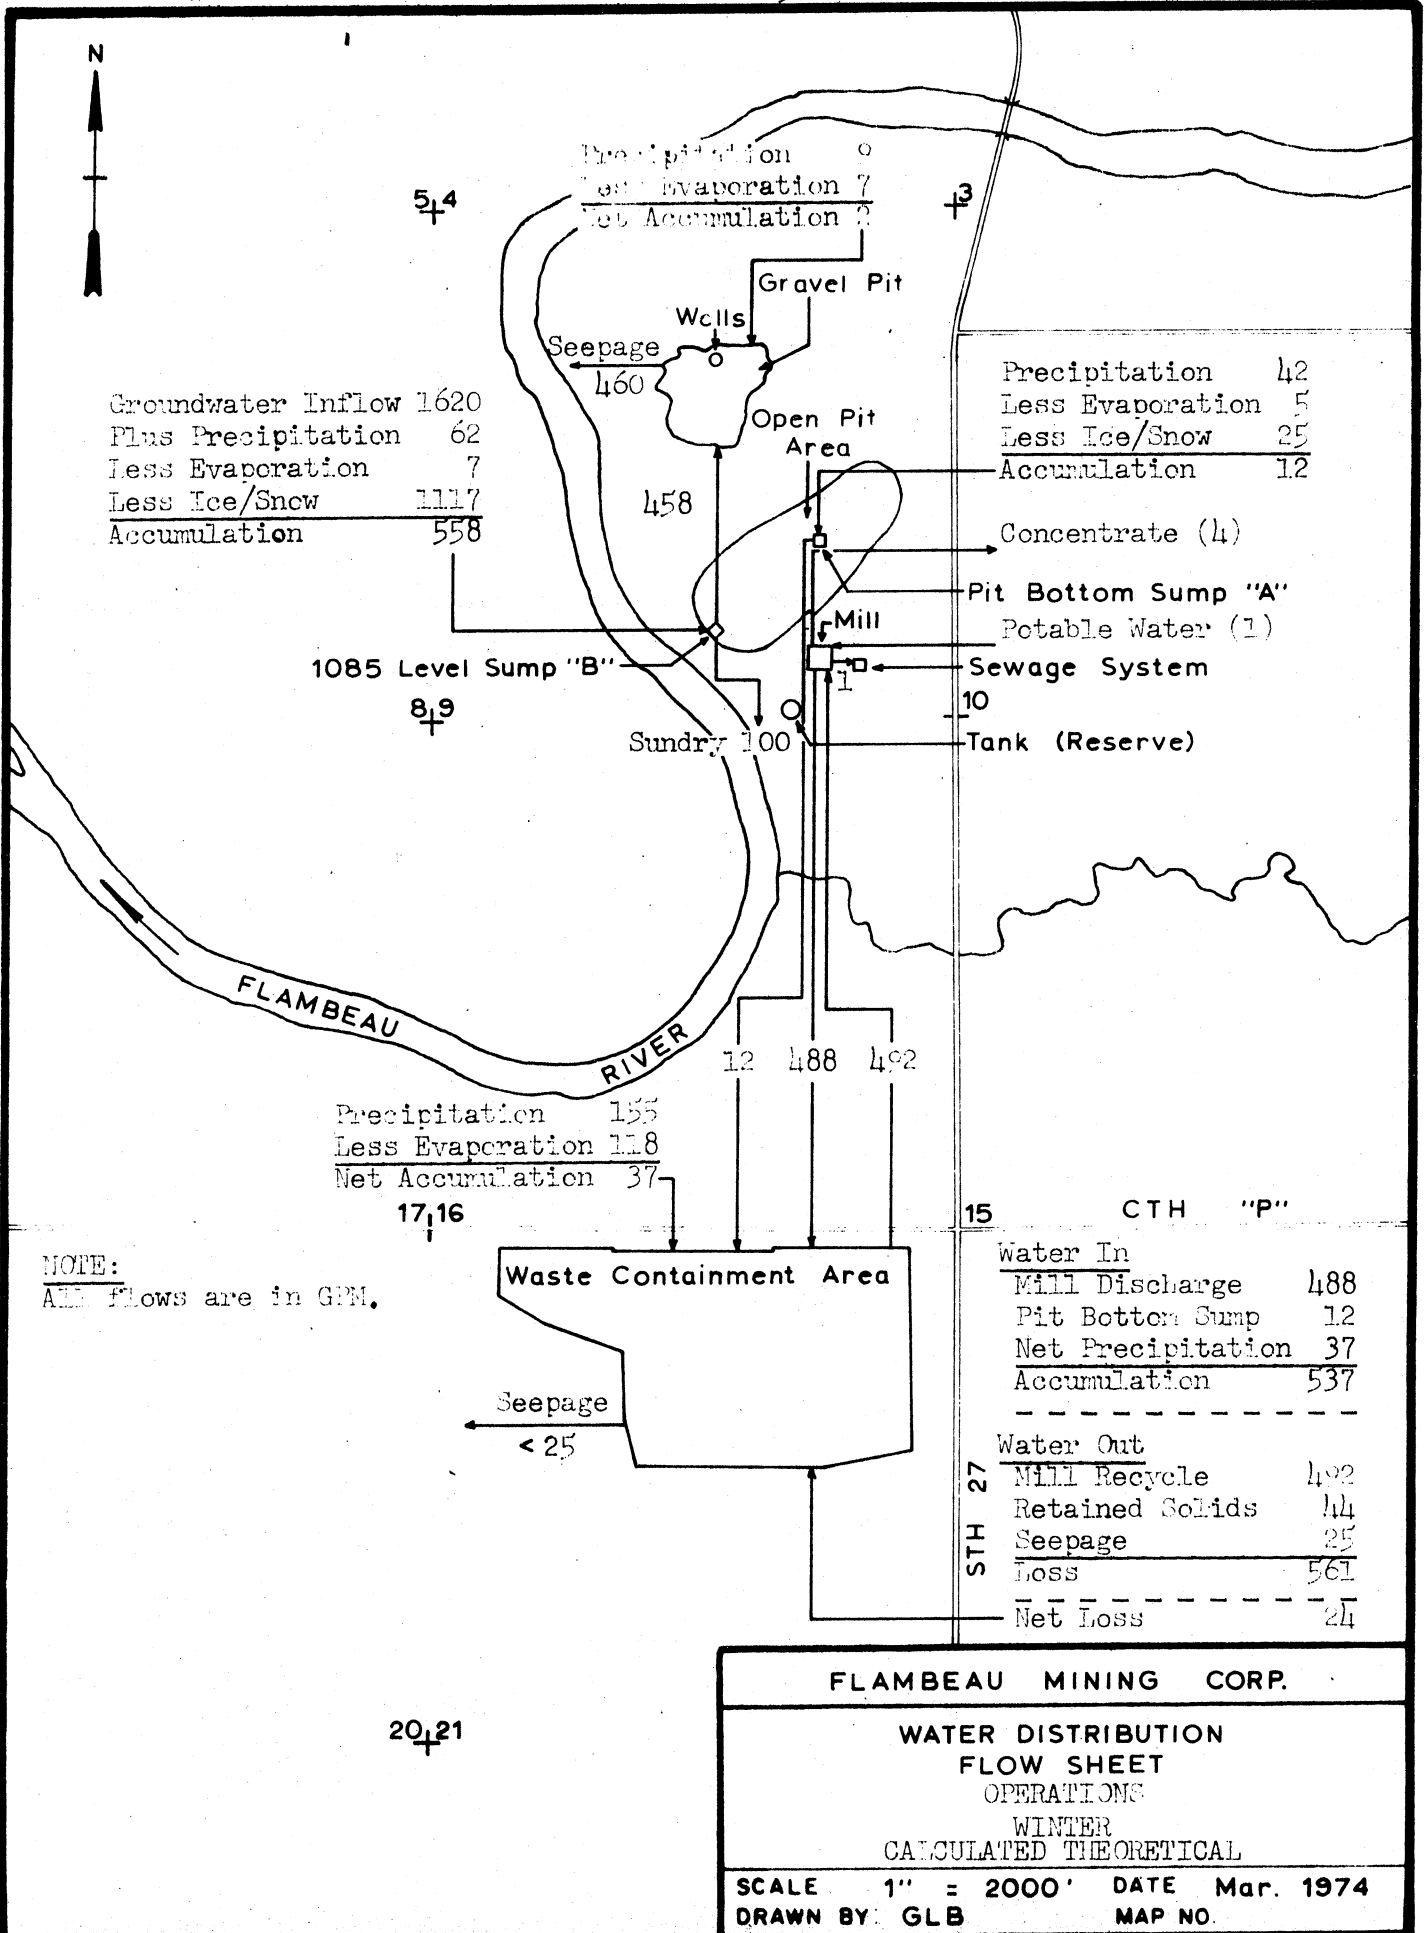 N
Precipitation 9
Less Evaporation 7
Net Accumulation 2
5 4
3
Gravel Pit
Wells
Seepage
460
Groundwater Inflow 1620
Plus Precipitation 62
Less Evaporation 7
Less Ice/Snow 1117
Accumulation 558
Open Pit
Area
458
Precipitation 42
Less Evaporation 5
Less Ice/Snow 25
Accumulation 12
Concentrate (4)
Pit Bottom Sump "A"
Mill
Potable Water (1)
1085 Level Sump "B"
Sewage System
1
8 9
10
Sundry 100
Tank (Reserve)
FLAMBEAU RIVER
12 488 492
Precipitation 155
Less Evaporation 118
Net Accumulation 37
17 16
15
CTH "P"
NOTE:
All flows are in GPM.
Waste Containment Area
Seepage
< 25
Water In
Mill Discharge 488
Pit Bottom Sump 12
Net Precipitation 37
Accumulation 537
Water Out
Mill Recycle 492
Retained Solids 44
Seepage 25
Loss 561
Net Loss 24
STH 27
20 21
FLAMBEAU MINING CORP.
WATER DISTRIBUTION
FLOW SHEET
OPERATIONS
WINTER
CALCULATED THEORETICAL
SCALE 1" = 2000' DATE Mar. 1974
DRAWN BY: GLB MAP NO.